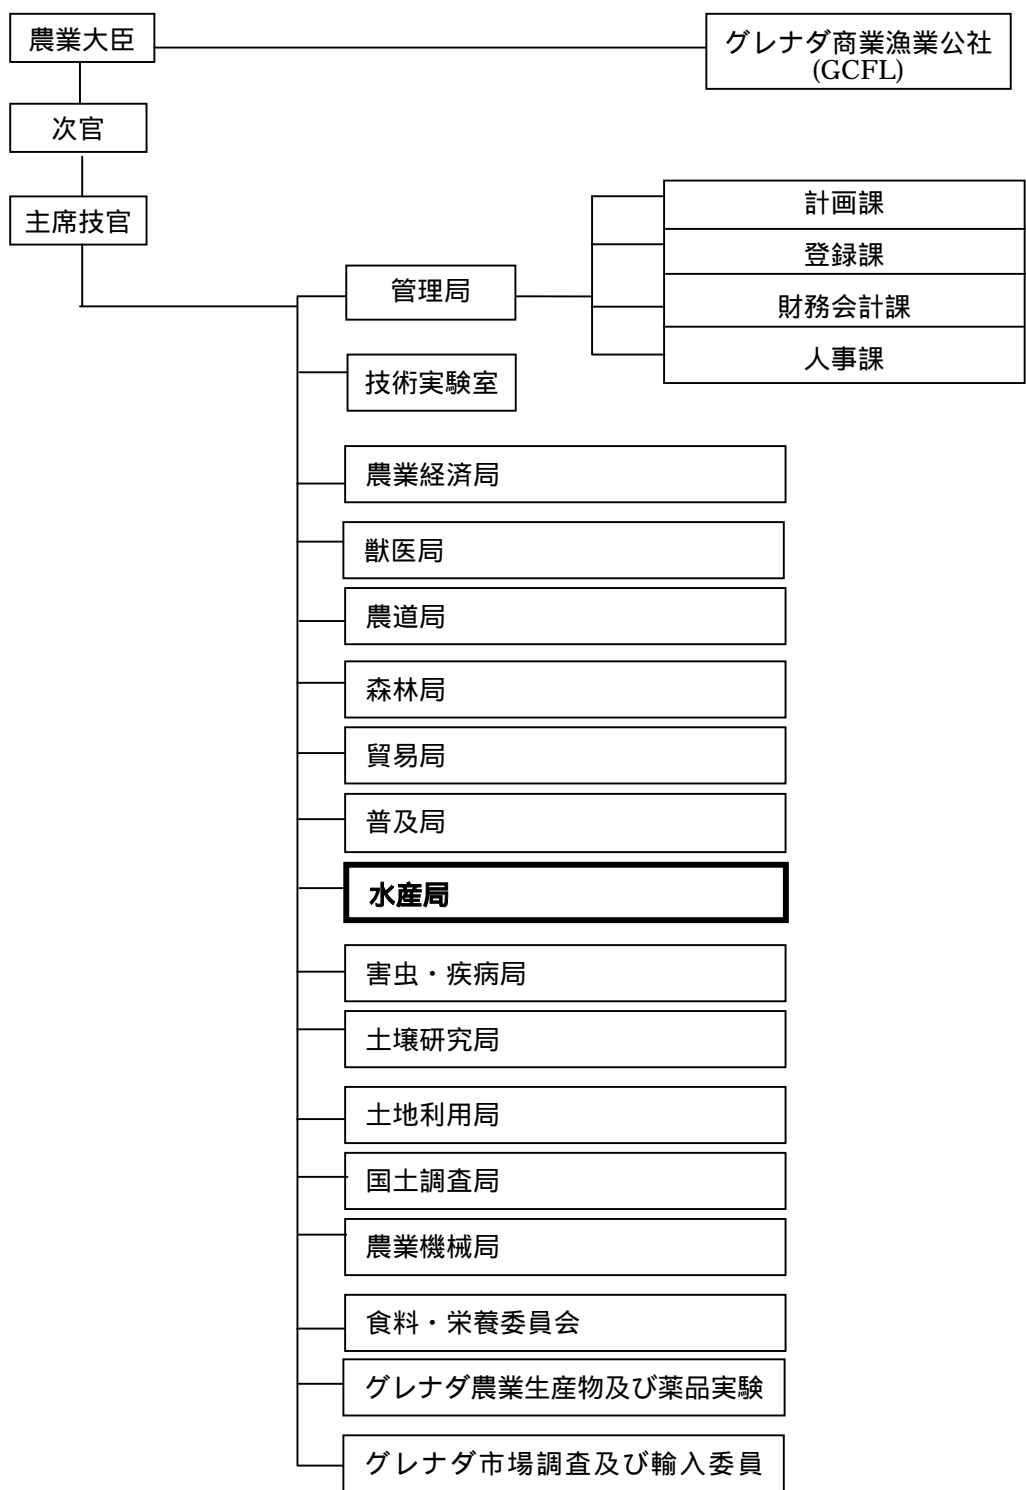 農業大臣
グレナダ商業漁業公社
(GCFL)
次官
主席技官
計画課
登録課
管理局
財務会計課
人事課
技術実験室
農業経済局
獣医局
農道局
森林局
貿易局
普及局
水産局
害虫・疾病局
土壌研究局
土地利用局
国土調査局
農業機械局
食料・栄養委員会
グレナダ農業生産物及び薬品実験
グレナダ市場調査及び輸入委員